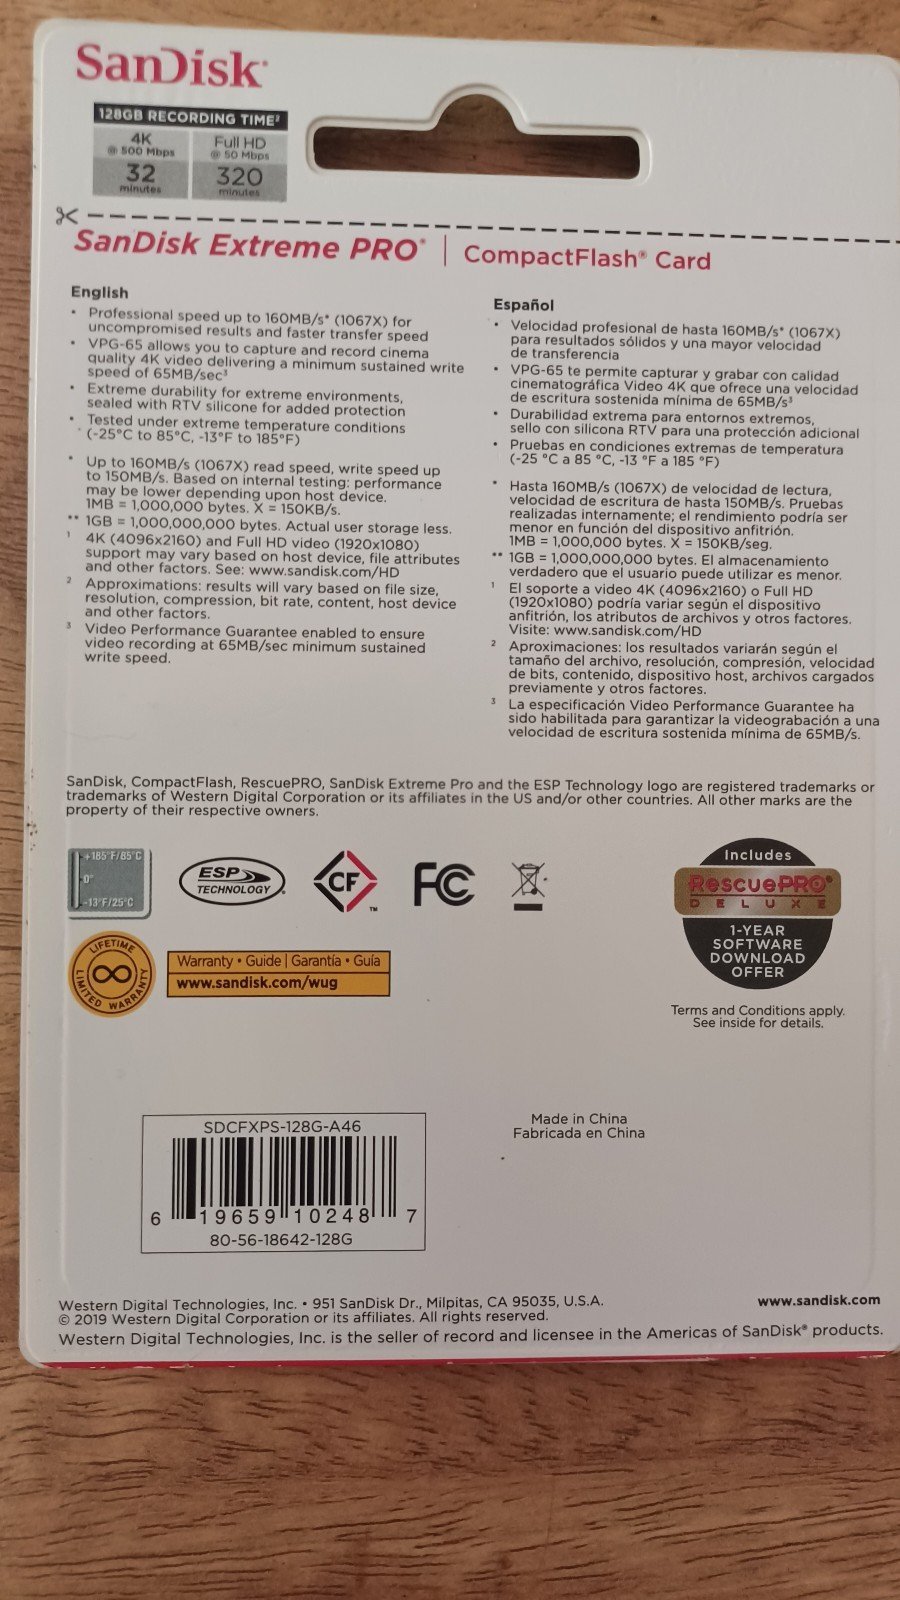 SanDisk®
128GB RECORDING TIME²
4K
@ 500 Mbps
32
minutes
Full HD
@ 50 Mbps
320
minutes
SanDisk Extreme PRO® | CompactFlash® Card
English
• Professional speed up to 160MB/s* (1067X) for
uncompromised results and faster transfer speed
• VPG-65 allows you to capture and record cinema
quality 4K video delivering a minimum sustained write
speed of 65MB/sec³
• Extreme durability for extreme environments,
sealed with RTV silicone for added protection
• Tested under extreme temperature conditions
(-25°C to 85°C, -13°F to 185°F)
* Up to 160MB/s (1067X) read speed, write speed up
to 150MB/s. Based on internal testing; performance
may be lower depending upon host device.
1MB = 1,000,000 bytes. X = 150KB/s.
** 1GB = 1,000,000,000 bytes. Actual user storage less.
¹ 4K (4096x2160) and Full HD video (1920x1080)
support may vary based on host device, file attributes
and other factors. See: www.sandisk.com/HD
² Approximations: results will vary based on file size,
resolution, compression, bit rate, content, host device
and other factors.
³ Video Performance Guarantee enabled to ensure
video recording at 65MB/sec minimum sustained
write speed.
Español
• Velocidad profesional de hasta 160MB/s* (1067X)
para resultados sólidos y una mayor velocidad
de transferencia
• VPG-65 te permite capturar y grabar con calidad
cinematográfica Video 4K que ofrece una velocidad
de escritura sostenida mínima de 65MB/s³
• Durabilidad extrema para entornos extremos,
sello con silicona RTV para una protección adicional
• Pruebas en condiciones extremas de temperatura
(-25 °C a 85 °C, -13 °F a 185 °F)
* Hasta 160MB/s (1067X) de velocidad de lectura,
velocidad de escritura de hasta 150MB/s. Pruebas
realizadas internamente; el rendimiento podría ser
menor en función del dispositivo anfitrión.
1MB = 1,000,000 bytes. X = 150KB/seg.
** 1GB = 1,000,000,000 bytes. El almacenamiento
verdadero que el usuario puede utilizar es menor.
¹ El soporte a video 4K (4096x2160) o Full HD
(1920x1080) podría variar según el dispositivo
anfitrión, los atributos de archivos y otros factores.
Visite: www.sandisk.com/HD
² Aproximaciones: los resultados variarán según el
tamaño del archivo, resolución, compresión, velocidad
de bits, contenido, dispositivo host, archivos cargados
previamente y otros factores.
³ La especificación Video Performance Guarantee ha
sido habilitada para garantizar la videograbación a una
velocidad de escritura sostenida mínima de 65MB/s.
SanDisk, CompactFlash, RescuePRO, SanDisk Extreme Pro and the ESP Technology logo are registered trademarks or
trademarks of Western Digital Corporation or its affiliates in the US and/or other countries. All other marks are the
property of their respective owners.
+185°F/85°C
0°
-13°F/25°C
ESP
TECHNOLOGY
CF
™
FC
Includes
RescuePRO®
DELUXE
1-YEAR
SOFTWARE
DOWNLOAD
OFFER
LIFETIME
LIMITED WARRANTY
Warranty • Guide | Garantía • Guía
www.sandisk.com/wug
Terms and Conditions apply.
See inside for details.
SDCFXPS-128G-A46
6 19659 10248 7
80-56-18642-128G
Made in China
Fabricada en China
Western Digital Technologies, Inc. • 951 SanDisk Dr., Milpitas, CA 95035, U.S.A.
www.sandisk.com
© 2019 Western Digital Corporation or its affiliates. All rights reserved.
Western Digital Technologies, Inc. is the seller of record and licensee in the Americas of SanDisk® products.